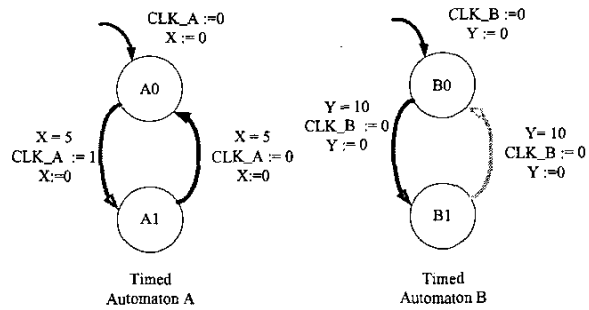 CLK_A :=0
X := 0
A0
X = 5
CLK_A := 1
X:=0
X = 5
CLK_A := 0
X:=0
A1
Timed
Automaton A
CLK_B :=0
Y := 0
B0
Y = 10
CLK_B := 0
Y := 0
Y= 10
CLK_B := 0
Y :=0
B1
Timed
Automaton B